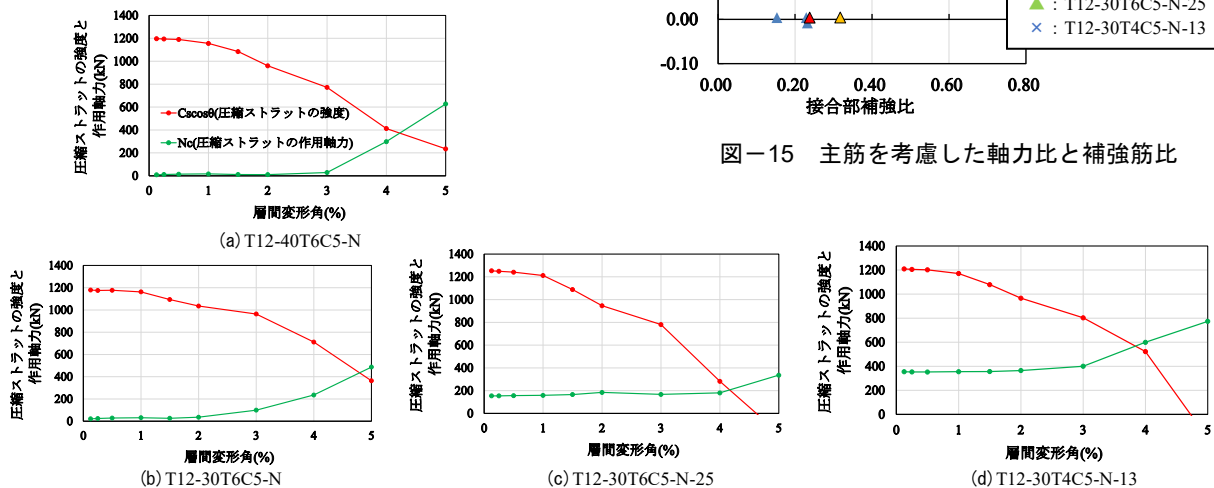 圧縮ストラットの強度と
作用軸力(kN)
1400
1200
1000
800
600
400
200
0
Cscosθ(圧縮ストラットの強度)
Nc(圧縮ストラットの作用軸力)
0 1 2 3 4 5
層間変形角(%)
(a) T12-40T6C5-N
0.00
-0.10
0.00 0.20 0.40 0.60 0.80
接合部補強比
▲ : T12-30T6C5-N-25
× : T12-30T4C5-N-13
図－15 主筋を考慮した軸力比と補強筋比
圧縮ストラットの強度と
作用軸力(kN)
1400
1200
1000
800
600
400
200
0
0 1 2 3 4 5
層間変形角(%)
(b) T12-30T6C5-N
圧縮ストラットの強度と
作用軸力(kN)
1400
1200
1000
800
600
400
200
0
0 1 2 3 4 5
層間変形角(%)
(c) T12-30T6C5-N-25
圧縮ストラットの強度と
作用軸力(kN)
1400
1200
1000
800
600
400
200
0
0 1 2 3 4 5
層間変形角(%)
(d) T12-30T4C5-N-13